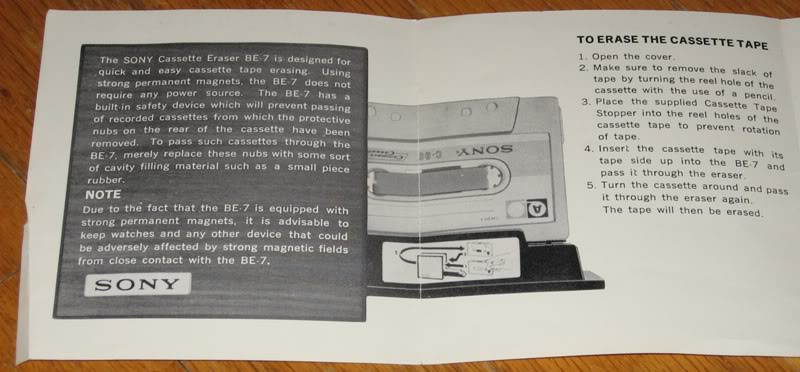 The SONY Cassette Eraser BE-7 is designed for
quick and easy cassette tape erasing. Using
strong permanent magnets, the BE-7 does not
require any power source. The BE-7 has a
built-in safety device which will prevent passing
of recorded cassettes from which the protective
nubs on the rear of the cassette have been
removed. To pass such cassettes through the
BE-7, merely replace these nubs with some sort
of cavity filling material such as a small piece
rubber.
NOTE
Due to the fact that the BE-7 is equipped with
strong permanent magnets, it is advisable to
keep watches and any other device that could
be adversely affected by strong magnetic fields
from close contact with the BE-7.
SONY
SONY
A
TO ERASE THE CASSETTE TAPE
1. Open the cover.
2. Make sure to remove the slack of
tape by turning the reel hole of the
cassette with the use of a pencil.
3. Place the supplied Cassette Tape
Stopper into the reel holes of the
cassette tape to prevent rotation
of tape.
4. Insert the cassette tape with its
tape side up into the BE-7 and
pass it through the eraser.
5. Turn the cassette around and pass
it through the eraser again.
The tape will then be erased.